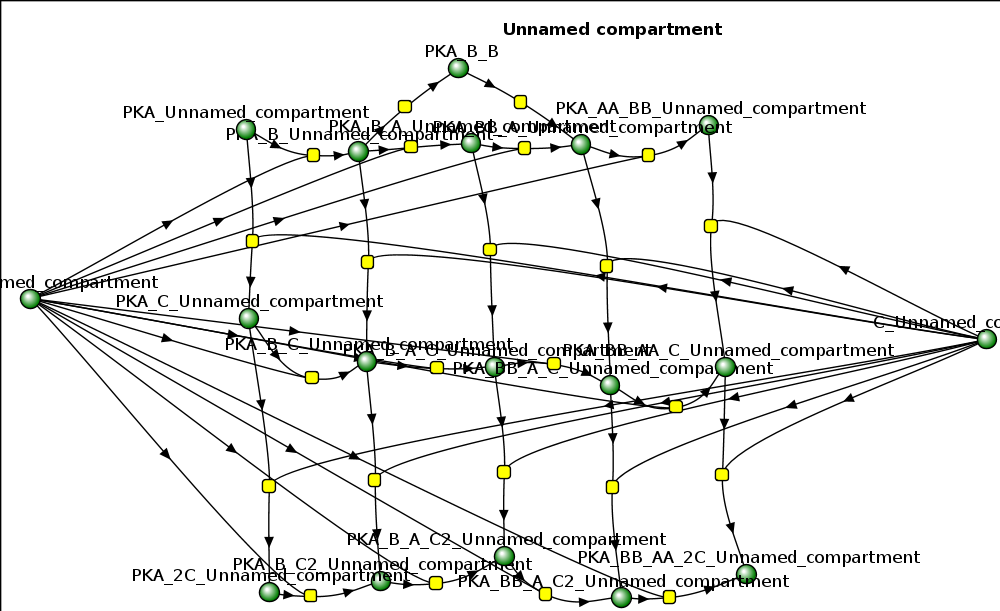 Unnamed compartment
PKA_B_B
PKA_Unnamed_compartment
PKA_AA_BB_Unnamed_compartment
PKA_B_Unnamed_compartment
PKA_B_A_Unnamed_compartment
PKA_BB_A_Unnamed_compartment
med_compartment
PKA_C_Unnamed_compartment
C_Unnamed_co
PKA_B_C_Unnamed_compartment
PKA_B_A_C_Unnamed_compartment
PKA_BB_AA_C_Unnamed_compartment
PKA_BB_A_C_Unnamed_compartment
PKA_B_A_C2_Unnamed_compartment
PKA_BB_AA_2C_Unnamed_compartment
PKA_B_C2_Unnamed_compartment
PKA_2C_Unnamed_compartment
PKA_BB_A_C2_Unnamed_compartment